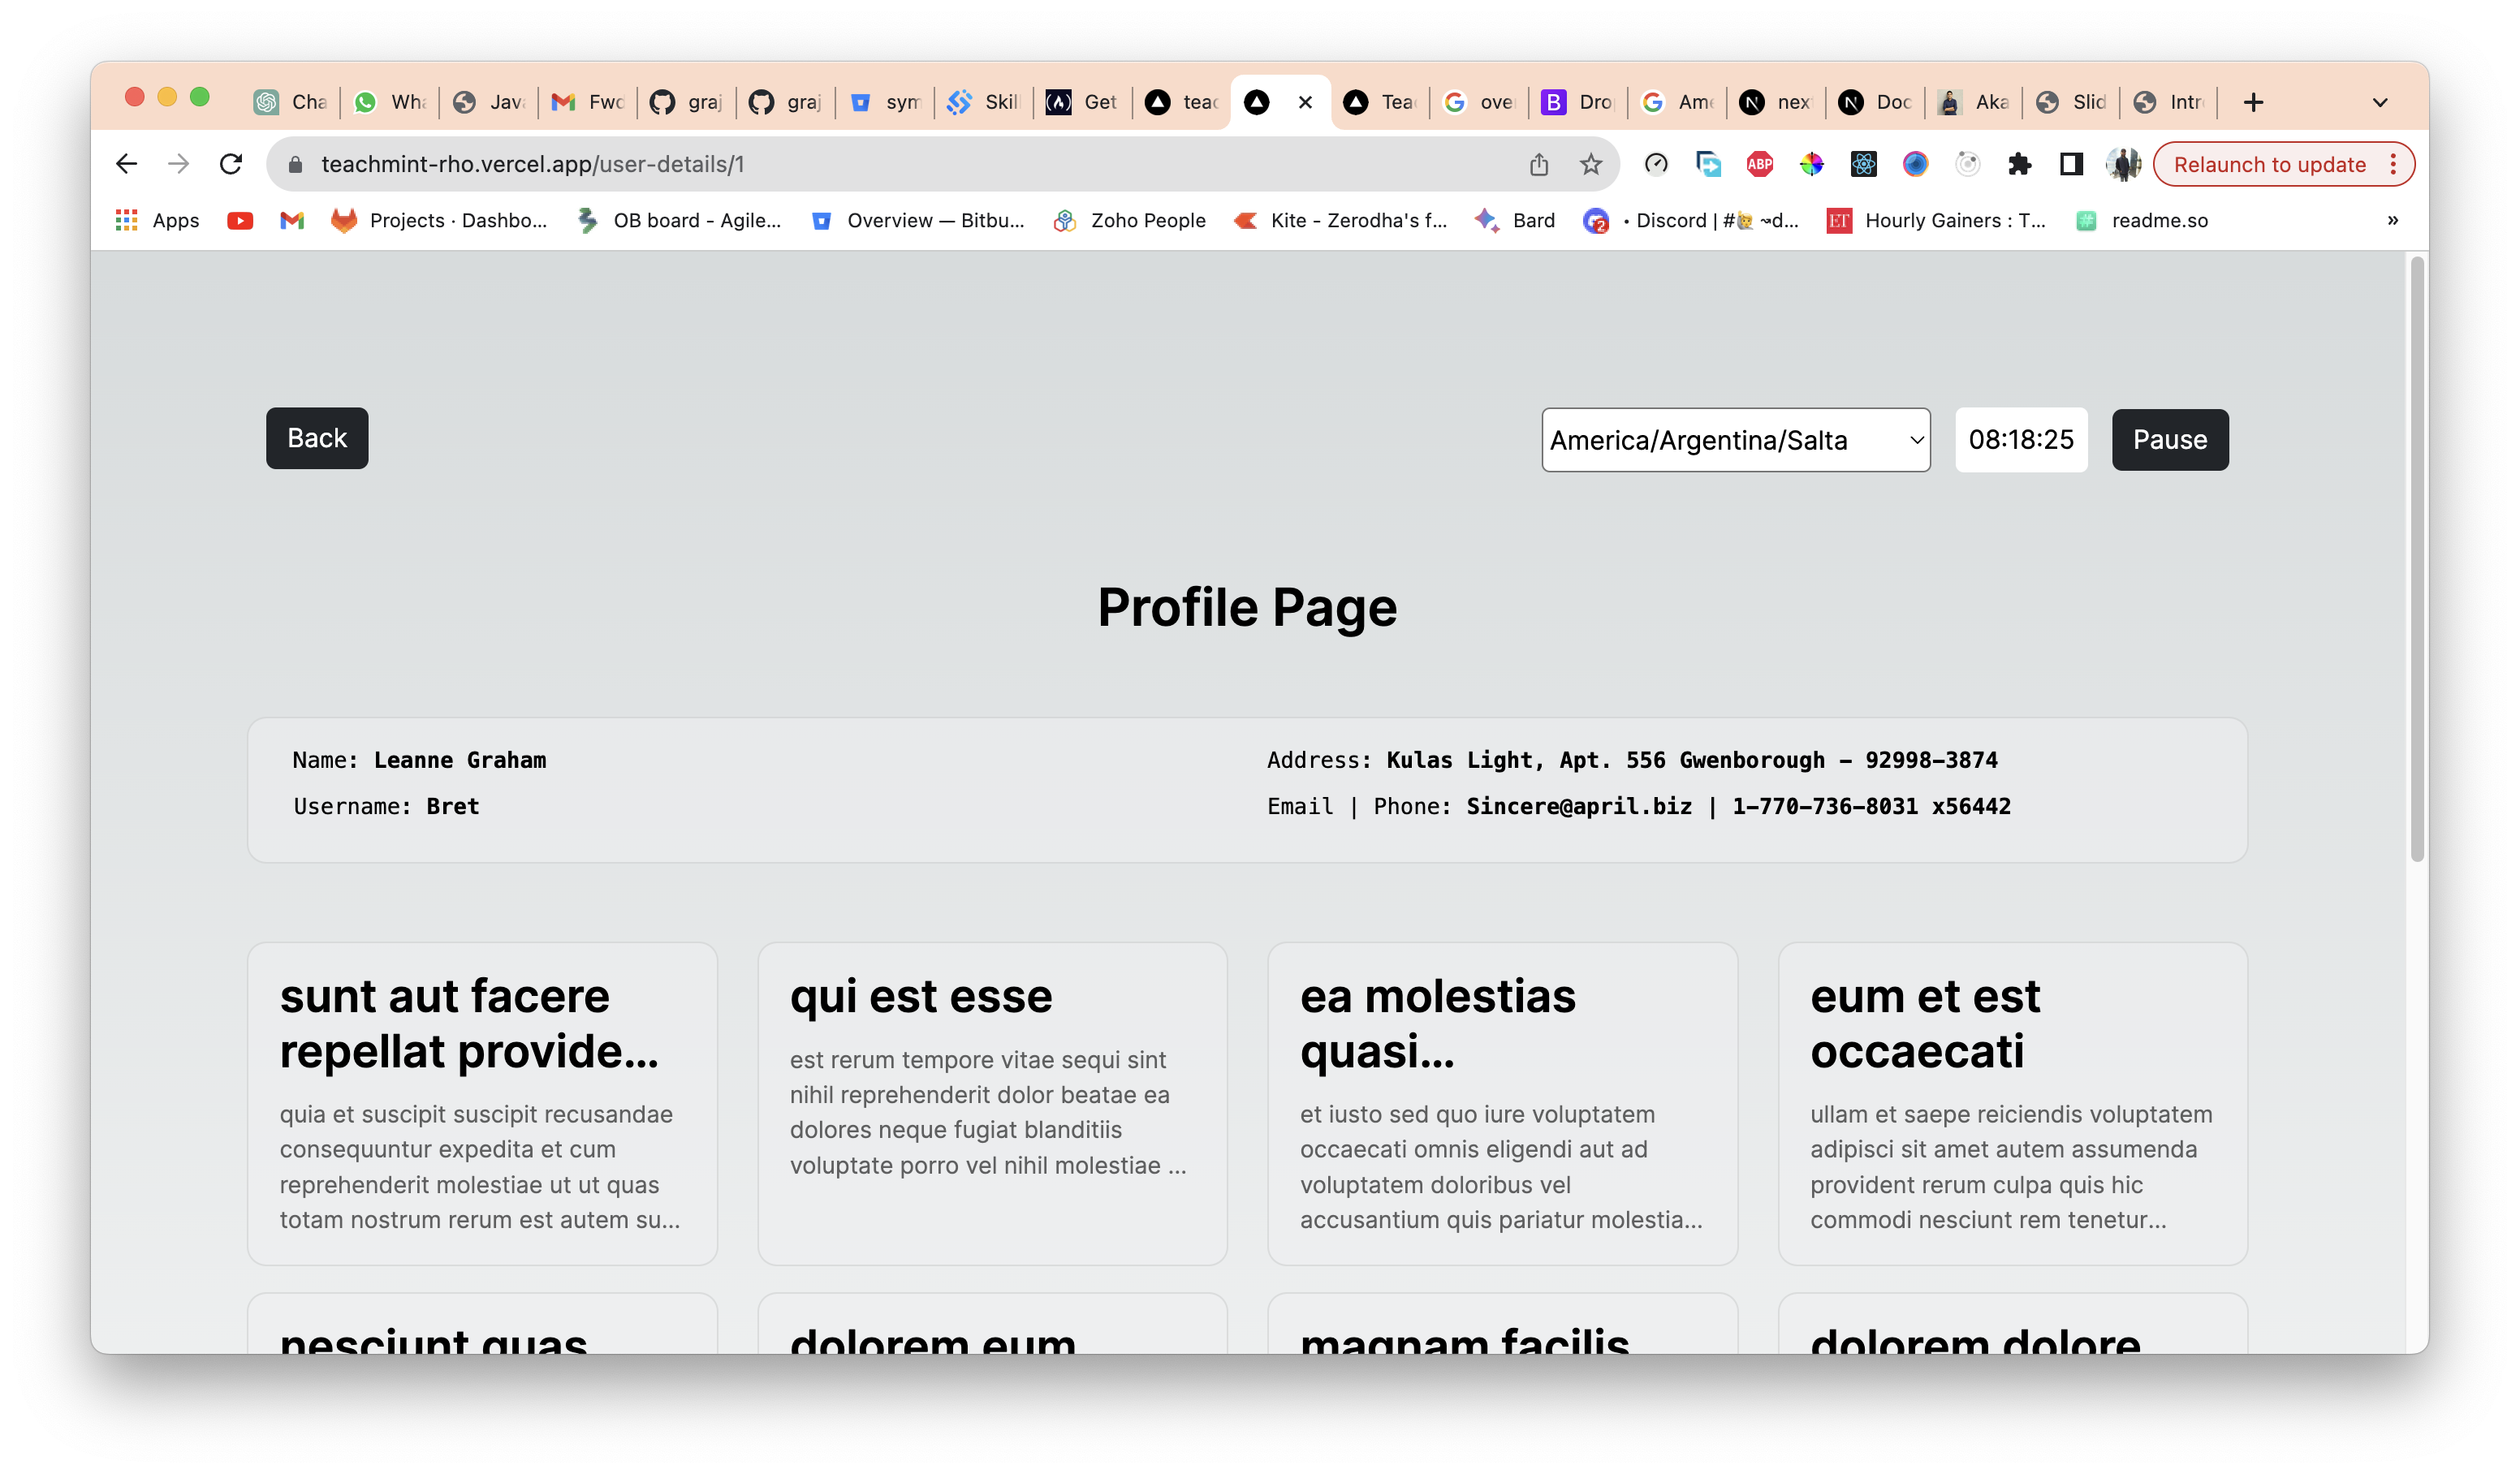 Cha Wha Java Fwd graj graj sym Skil Get teac Tea over Dro Ame next Doc Aka Slid Intr
teachmint-rho.vercel.app/user-details/1 ABP Relaunch to update
Apps Projects · Dashbo... OB board - Agile... Overview — Bitbu... Zoho People Kite - Zerodha's f... Bard 2 • Discord | #🙋↝d... ET Hourly Gainers : T... # readme.so »
Back America/Argentina/Salta 08:18:25 Pause
Profile Page
Name: Leanne Graham
Username: Bret
Address: Kulas Light, Apt. 556 Gwenborough - 92998-3874
Email | Phone: Sincere@april.biz | 1-770-736-8031 x56442
sunt aut facere
repellat provide...
quia et suscipit suscipit recusandae
consequuntur expedita et cum
reprehenderit molestiae ut ut quas
totam nostrum rerum est autem su...
qui est esse
est rerum tempore vitae sequi sint
nihil reprehenderit dolor beatae ea
dolores neque fugiat blanditiis
voluptate porro vel nihil molestiae ...
ea molestias
quasi...
et iusto sed quo iure voluptatem
occaecati omnis eligendi aut ad
voluptatem doloribus vel
accusantium quis pariatur molestia...
eum et est
occaecati
ullam et saepe reiciendis voluptatem
adipisci sit amet autem assumenda
provident rerum culpa quis hic
commodi nesciunt rem tenetur...
nesciunt quas
dolorem eum
magnam facilis
dolorem dolore